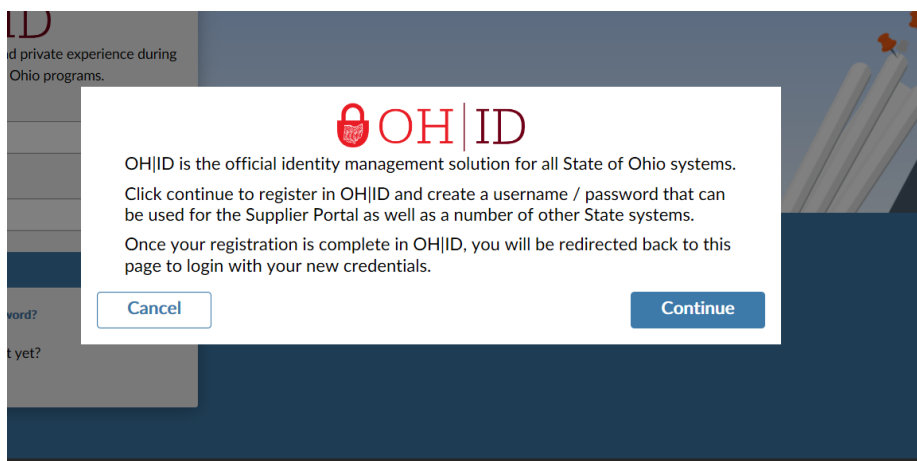 ID
d private experience during
Ohio programs.
OH|ID
OH|ID is the official identity management solution for all State of Ohio systems.
Click continue to register in OH|ID and create a username / password that can
be used for the Supplier Portal as well as a number of other State systems.
Once your registration is complete in OH|ID, you will be redirected back to this
page to login with your new credentials.
Cancel
Continue
word?
t yet?